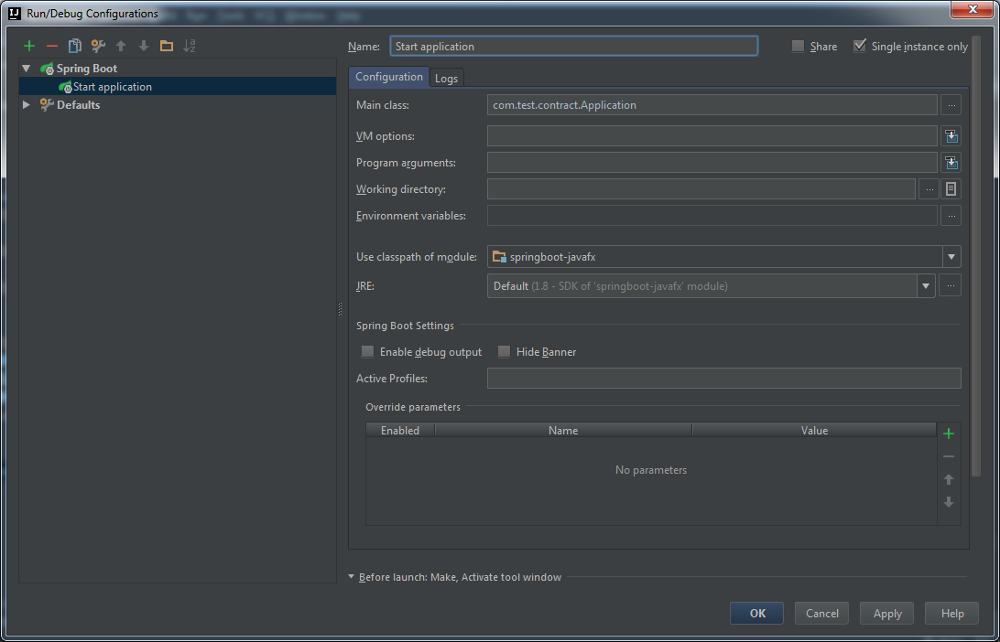 Run/Debug Configurations
Name: Start application Share Single instance only
Spring Boot
Start application
Defaults
Configuration Logs
Main class: com.test.contract.Application ...
VM options:
Program arguments:
Working directory: ...
Environment variables: ...
Use classpath of module: springboot-javafx
JRE: Default (1.8 - SDK of 'springboot-javafx' module) ...
Spring Boot Settings
Enable debug output Hide Banner
Active Profiles:
Override parameters
Enabled Name Value
No parameters
Before launch: Make, Activate tool window
OK Cancel Apply Help